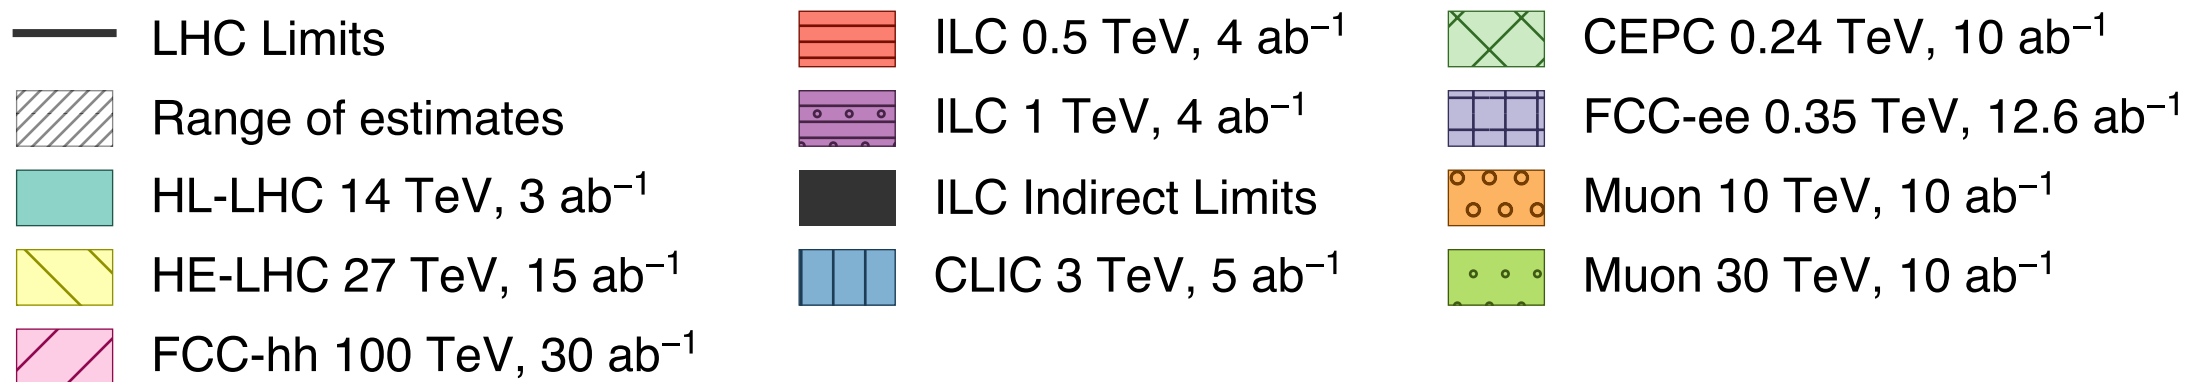 LHC Limits
Range of estimates
HL-LHC 14 TeV, 3 ab⁻¹
HE-LHC 27 TeV, 15 ab⁻¹
FCC-hh 100 TeV, 30 ab⁻¹
ILC 0.5 TeV, 4 ab⁻¹
ILC 1 TeV, 4 ab⁻¹
ILC Indirect Limits
CLIC 3 TeV, 5 ab⁻¹
CEPC 0.24 TeV, 10 ab⁻¹
FCC-ee 0.35 TeV, 12.6 ab⁻¹
Muon 10 TeV, 10 ab⁻¹
Muon 30 TeV, 10 ab⁻¹